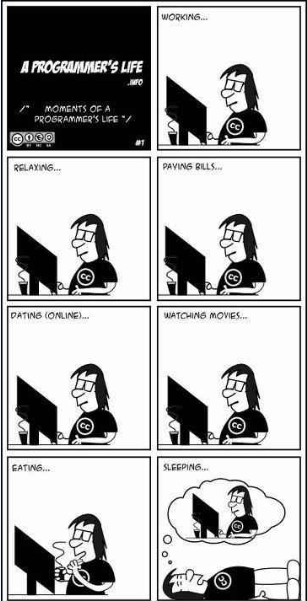 A PROGRAMMER'S LIFE
.INFO
/* MOMENTS OF A
PROGRAMMER'S LIFE */
#1
WORKING...
RELAXING...
PAYING BILLS...
DATING (ONLINE)...
WATCHING MOVIES...
EATING...
SLEEPING...